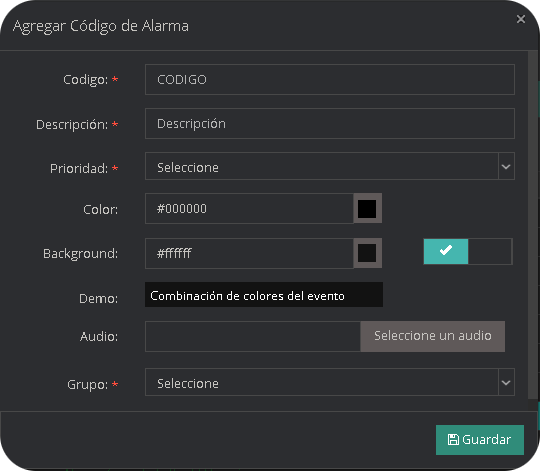 Agregar Código de Alarma ×
Codigo: * CODIGO
Descripción: * Descripción
Prioridad: * Seleccione
Color: #000000
Background: #ffffff
Demo: Combinación de colores del evento
Audio: Seleccione un audio
Grupo: * Seleccione
Guardar